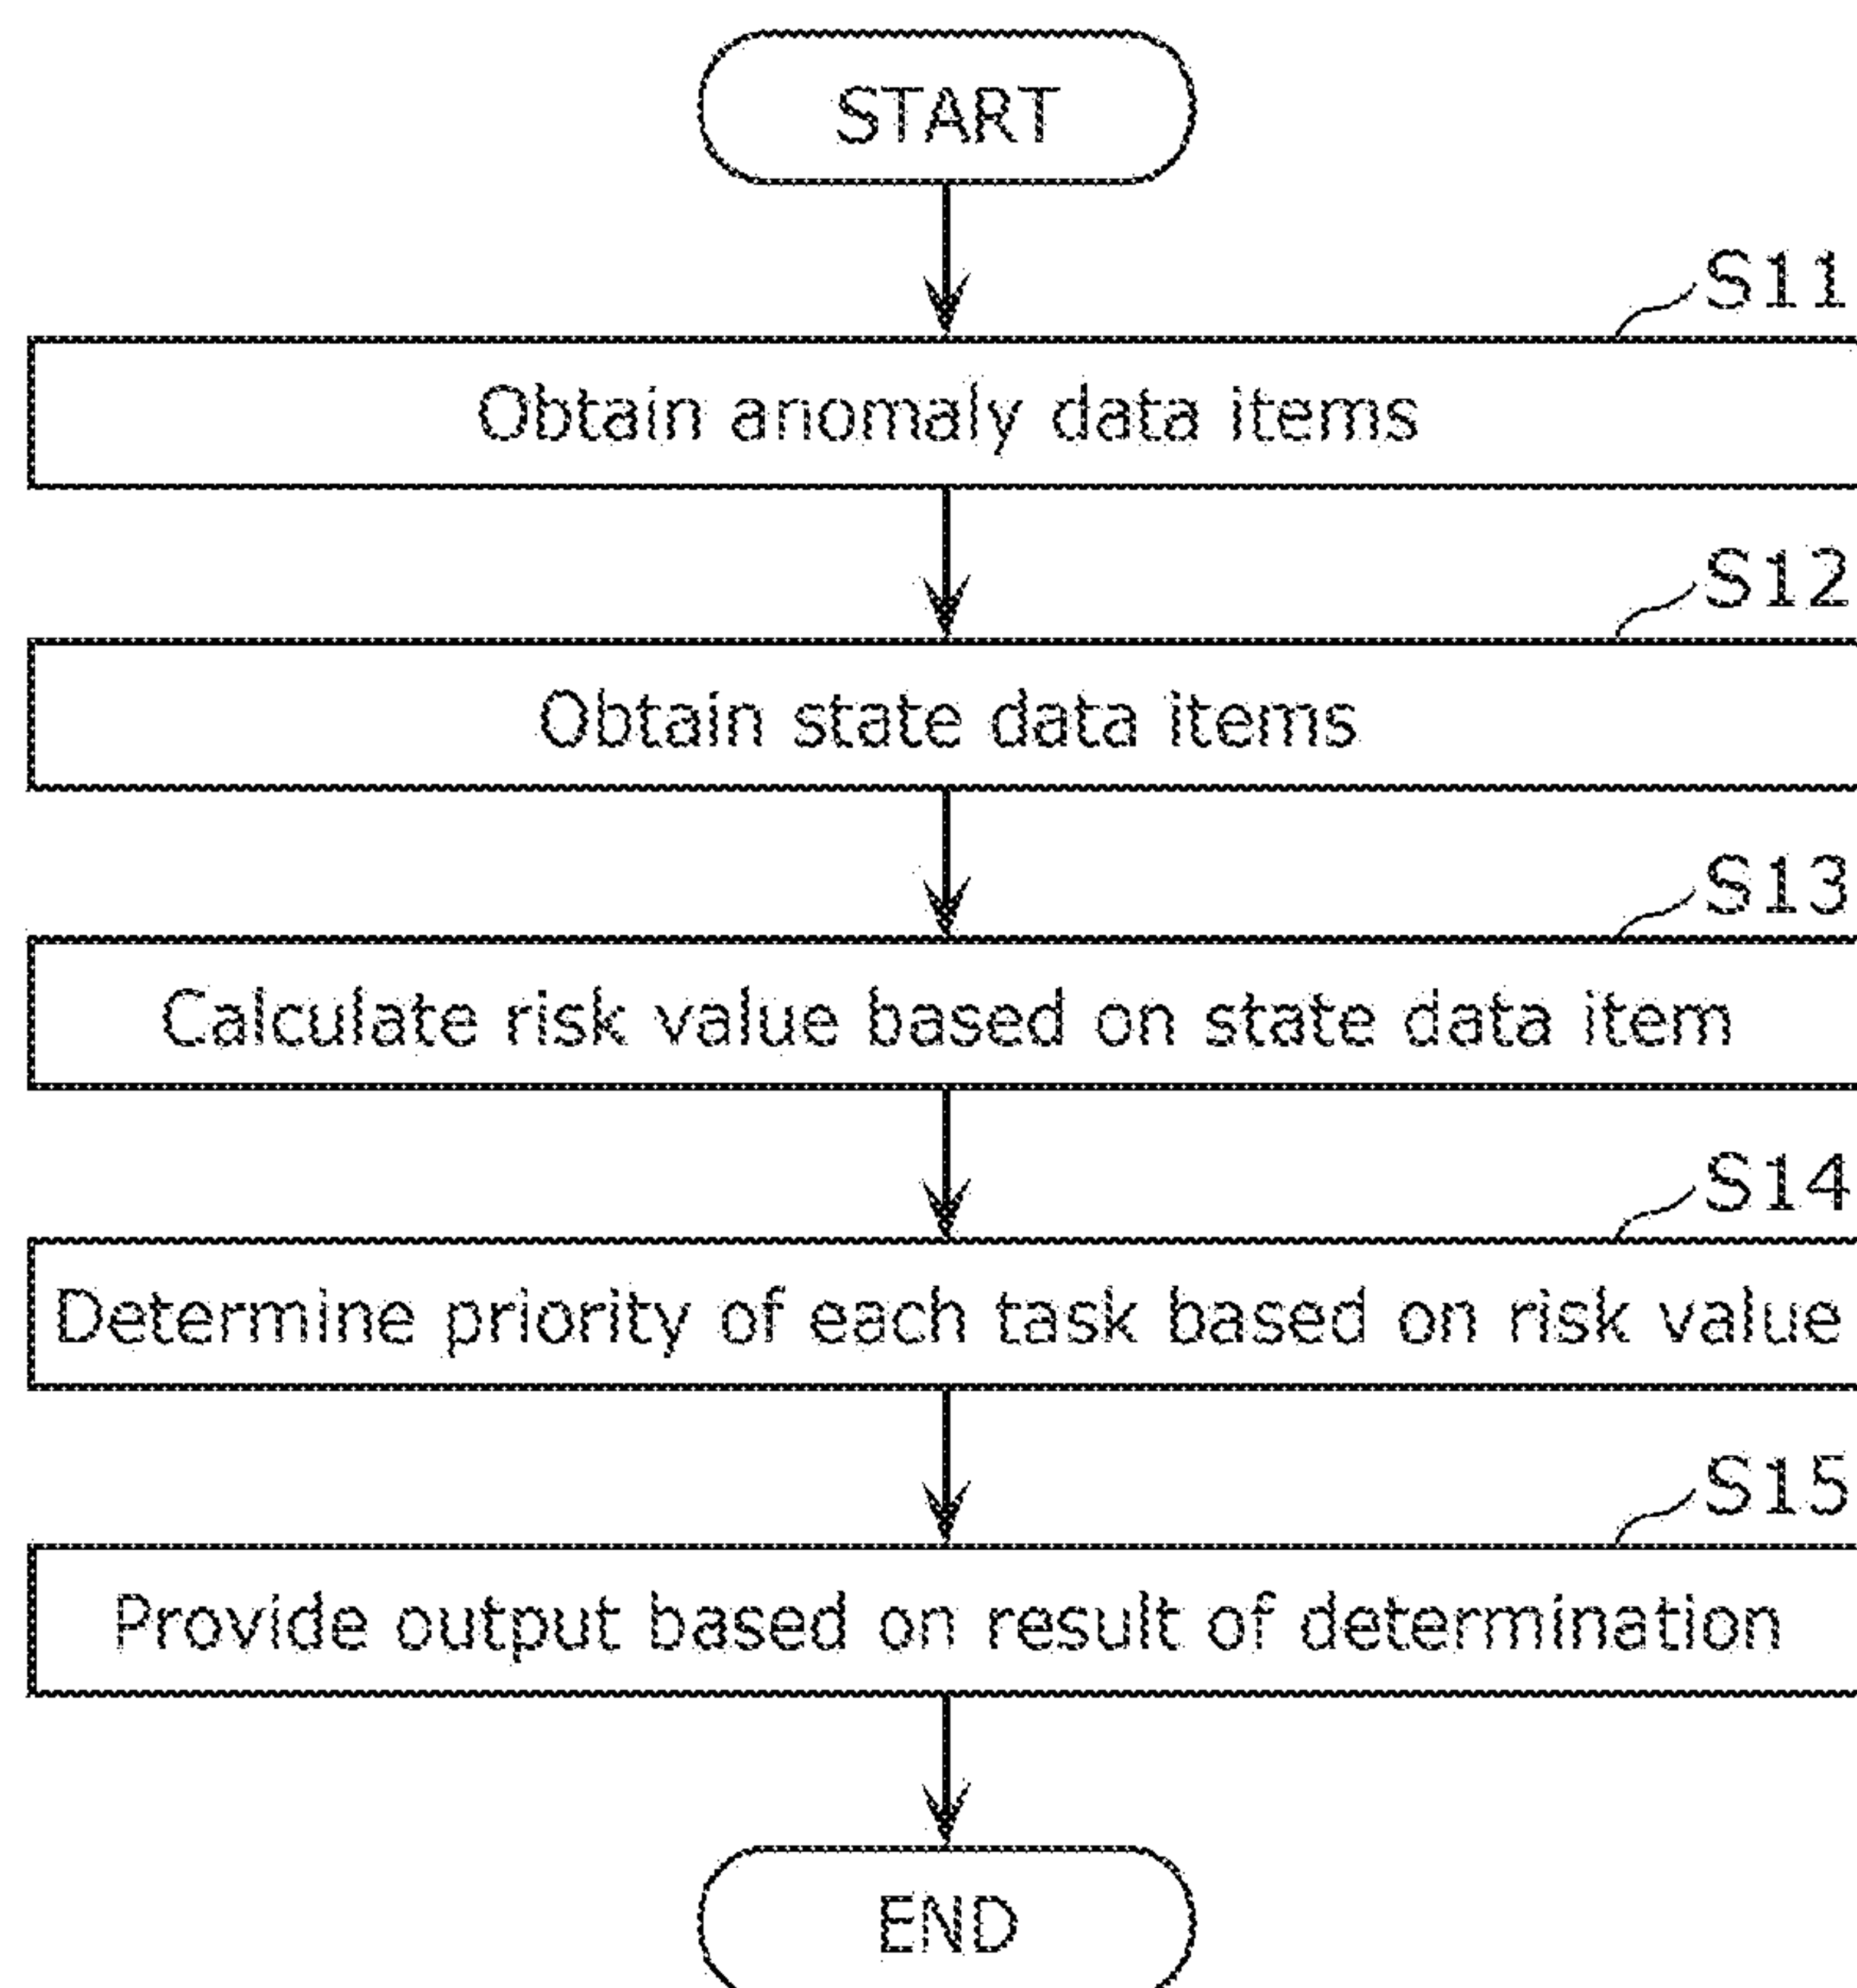 START
S11
Obtain anomaly data items
S12
Obtain state data items
S13
Calculate risk value based on state data item
S14
Determine priority of each task based on risk value
S15
Provide output based on result of determination
END